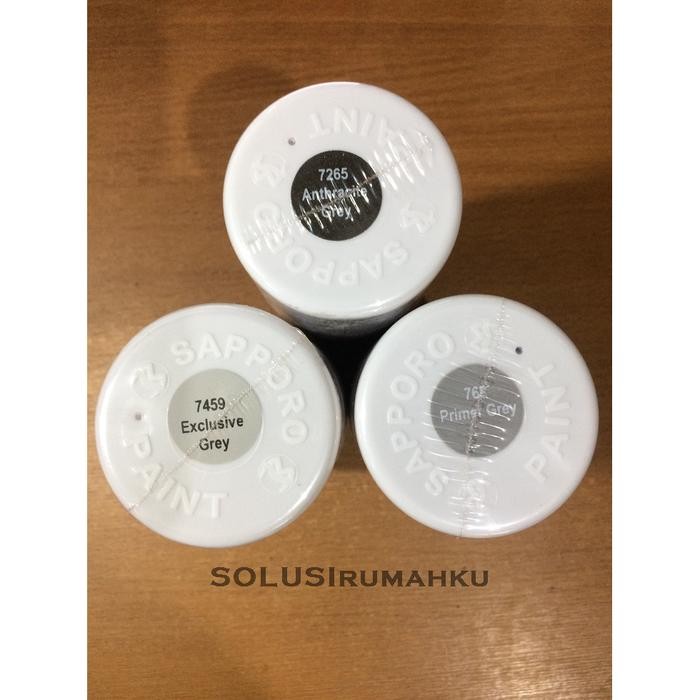 SAPPORO
PAINT
7265
Anthracite
Grey
SAPPORO
PAINT
7459
Exclusive
Grey
SAPPORO
PAINT
Primer Grey
SOLUSIRUMAHKU